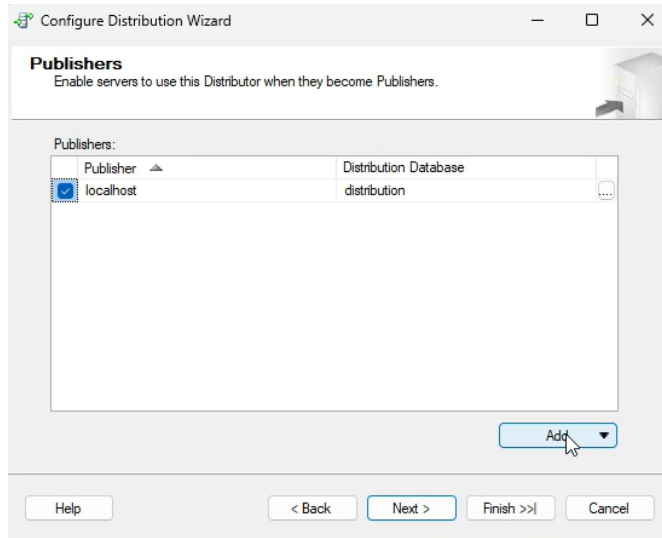 Configure Distribution Wizard
Publishers
Enable servers to use this Distributor when they become Publishers.
Publishers:
Publisher Distribution Database
localhost distribution ....
Add
Help < Back Next > Finish >>| Cancel